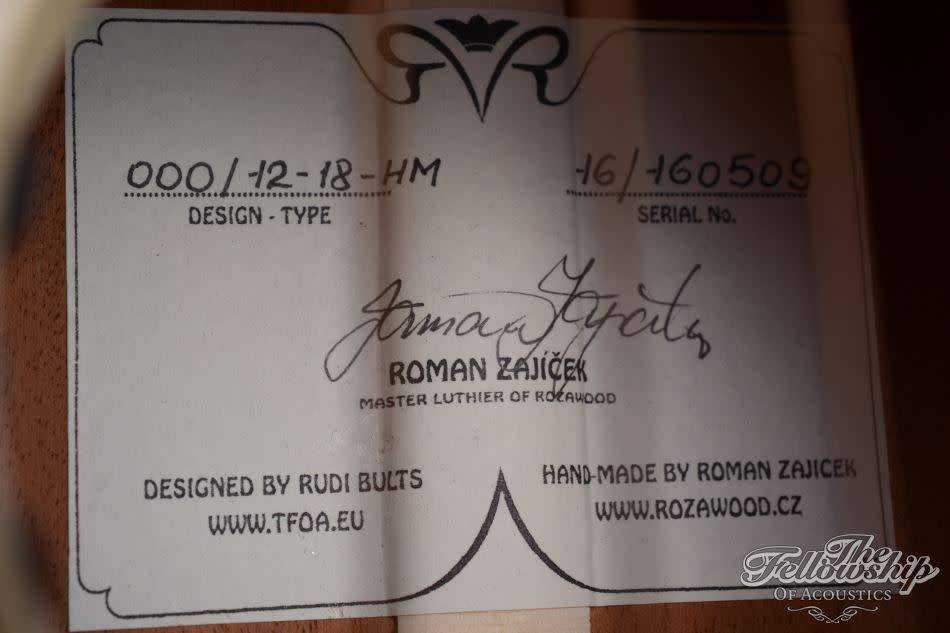 000/12-18-HM 16/160509
DESIGN - TYPE SERIAL No.
ROMAN ZAJÍČEK
MASTER LUTHIER OF ROZAWOOD
DESIGNED BY RUDI BULTS HAND-MADE BY ROMAN ZAJICEK
WWW.TFOA.EU WWW.ROZAWOOD.CZ
The
Fellowship
OF ACOUSTICS